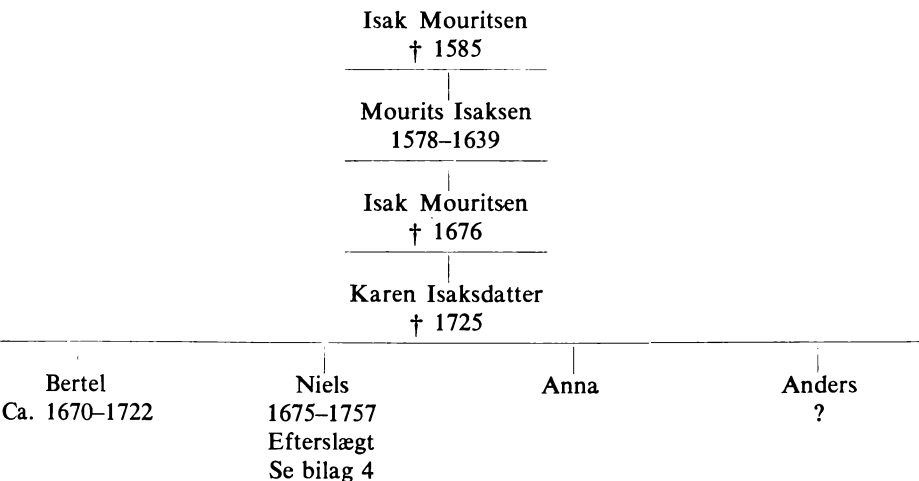 Isak Mouritsen
† 1585
Mourits Isaksen
1578–1639
Isak Mouritsen
† 1676
Karen Isaksdatter
† 1725
Bertel Niels Anna Anders
Ca. 1670–1722 1675–1757 ?
Efterslægt
Se bilag 4